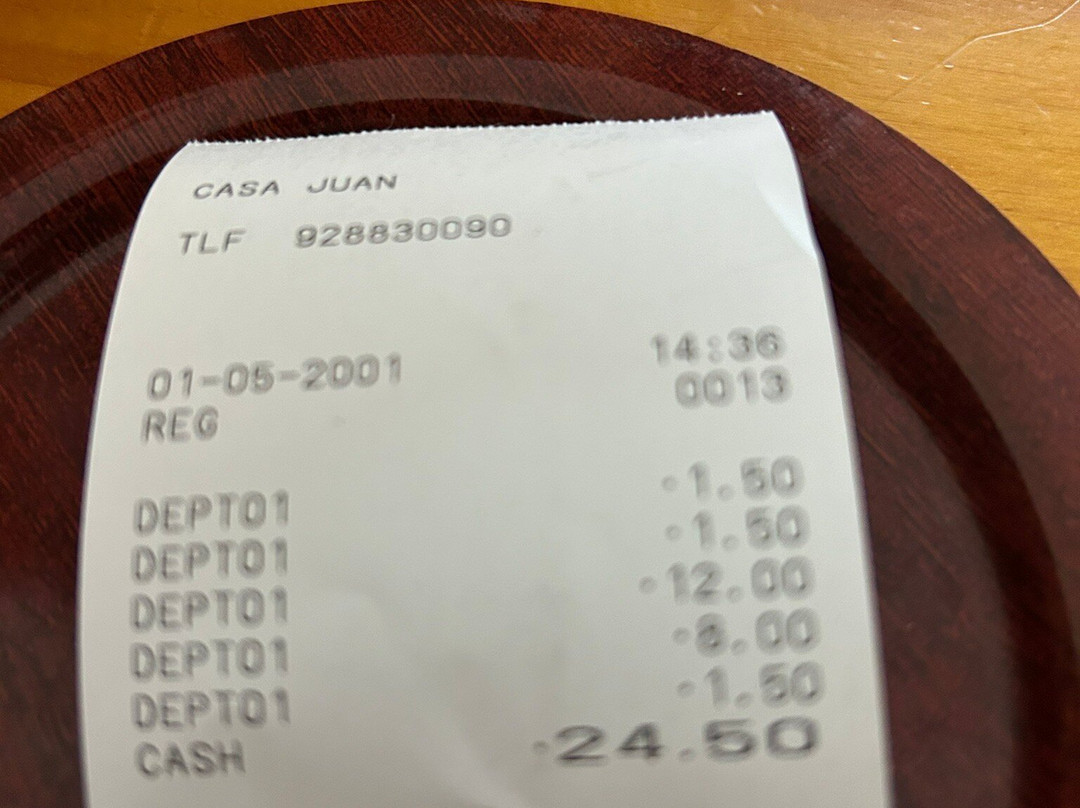 CASA JUAN
TLF 928830090
01-05-2001 14:36
REG 0013
DEPT01 ·1.50
DEPT01 ·1.50
DEPT01 ·12.00
DEPT01 ·8.00
DEPT01 ·1.50
CASH ·24.50